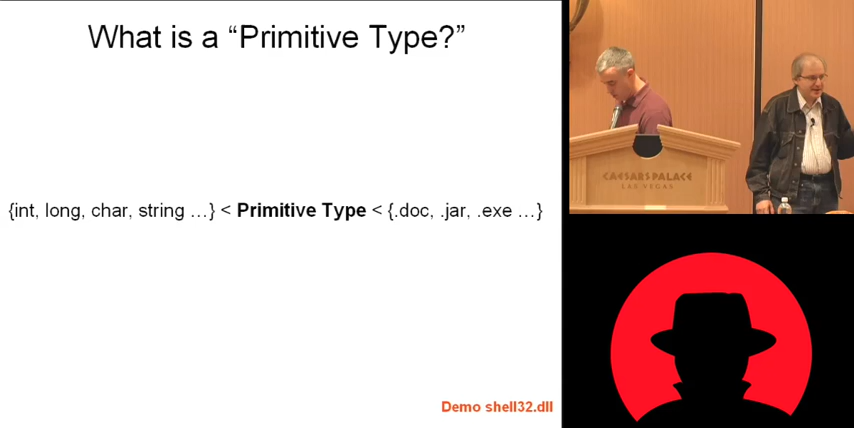 What is a “Primitive Type?”
{int, long, char, string …} < Primitive Type < {.doc, .jar, .exe …}
Demo shell32.dll
CAESARS PALACE
LAS VEGAS